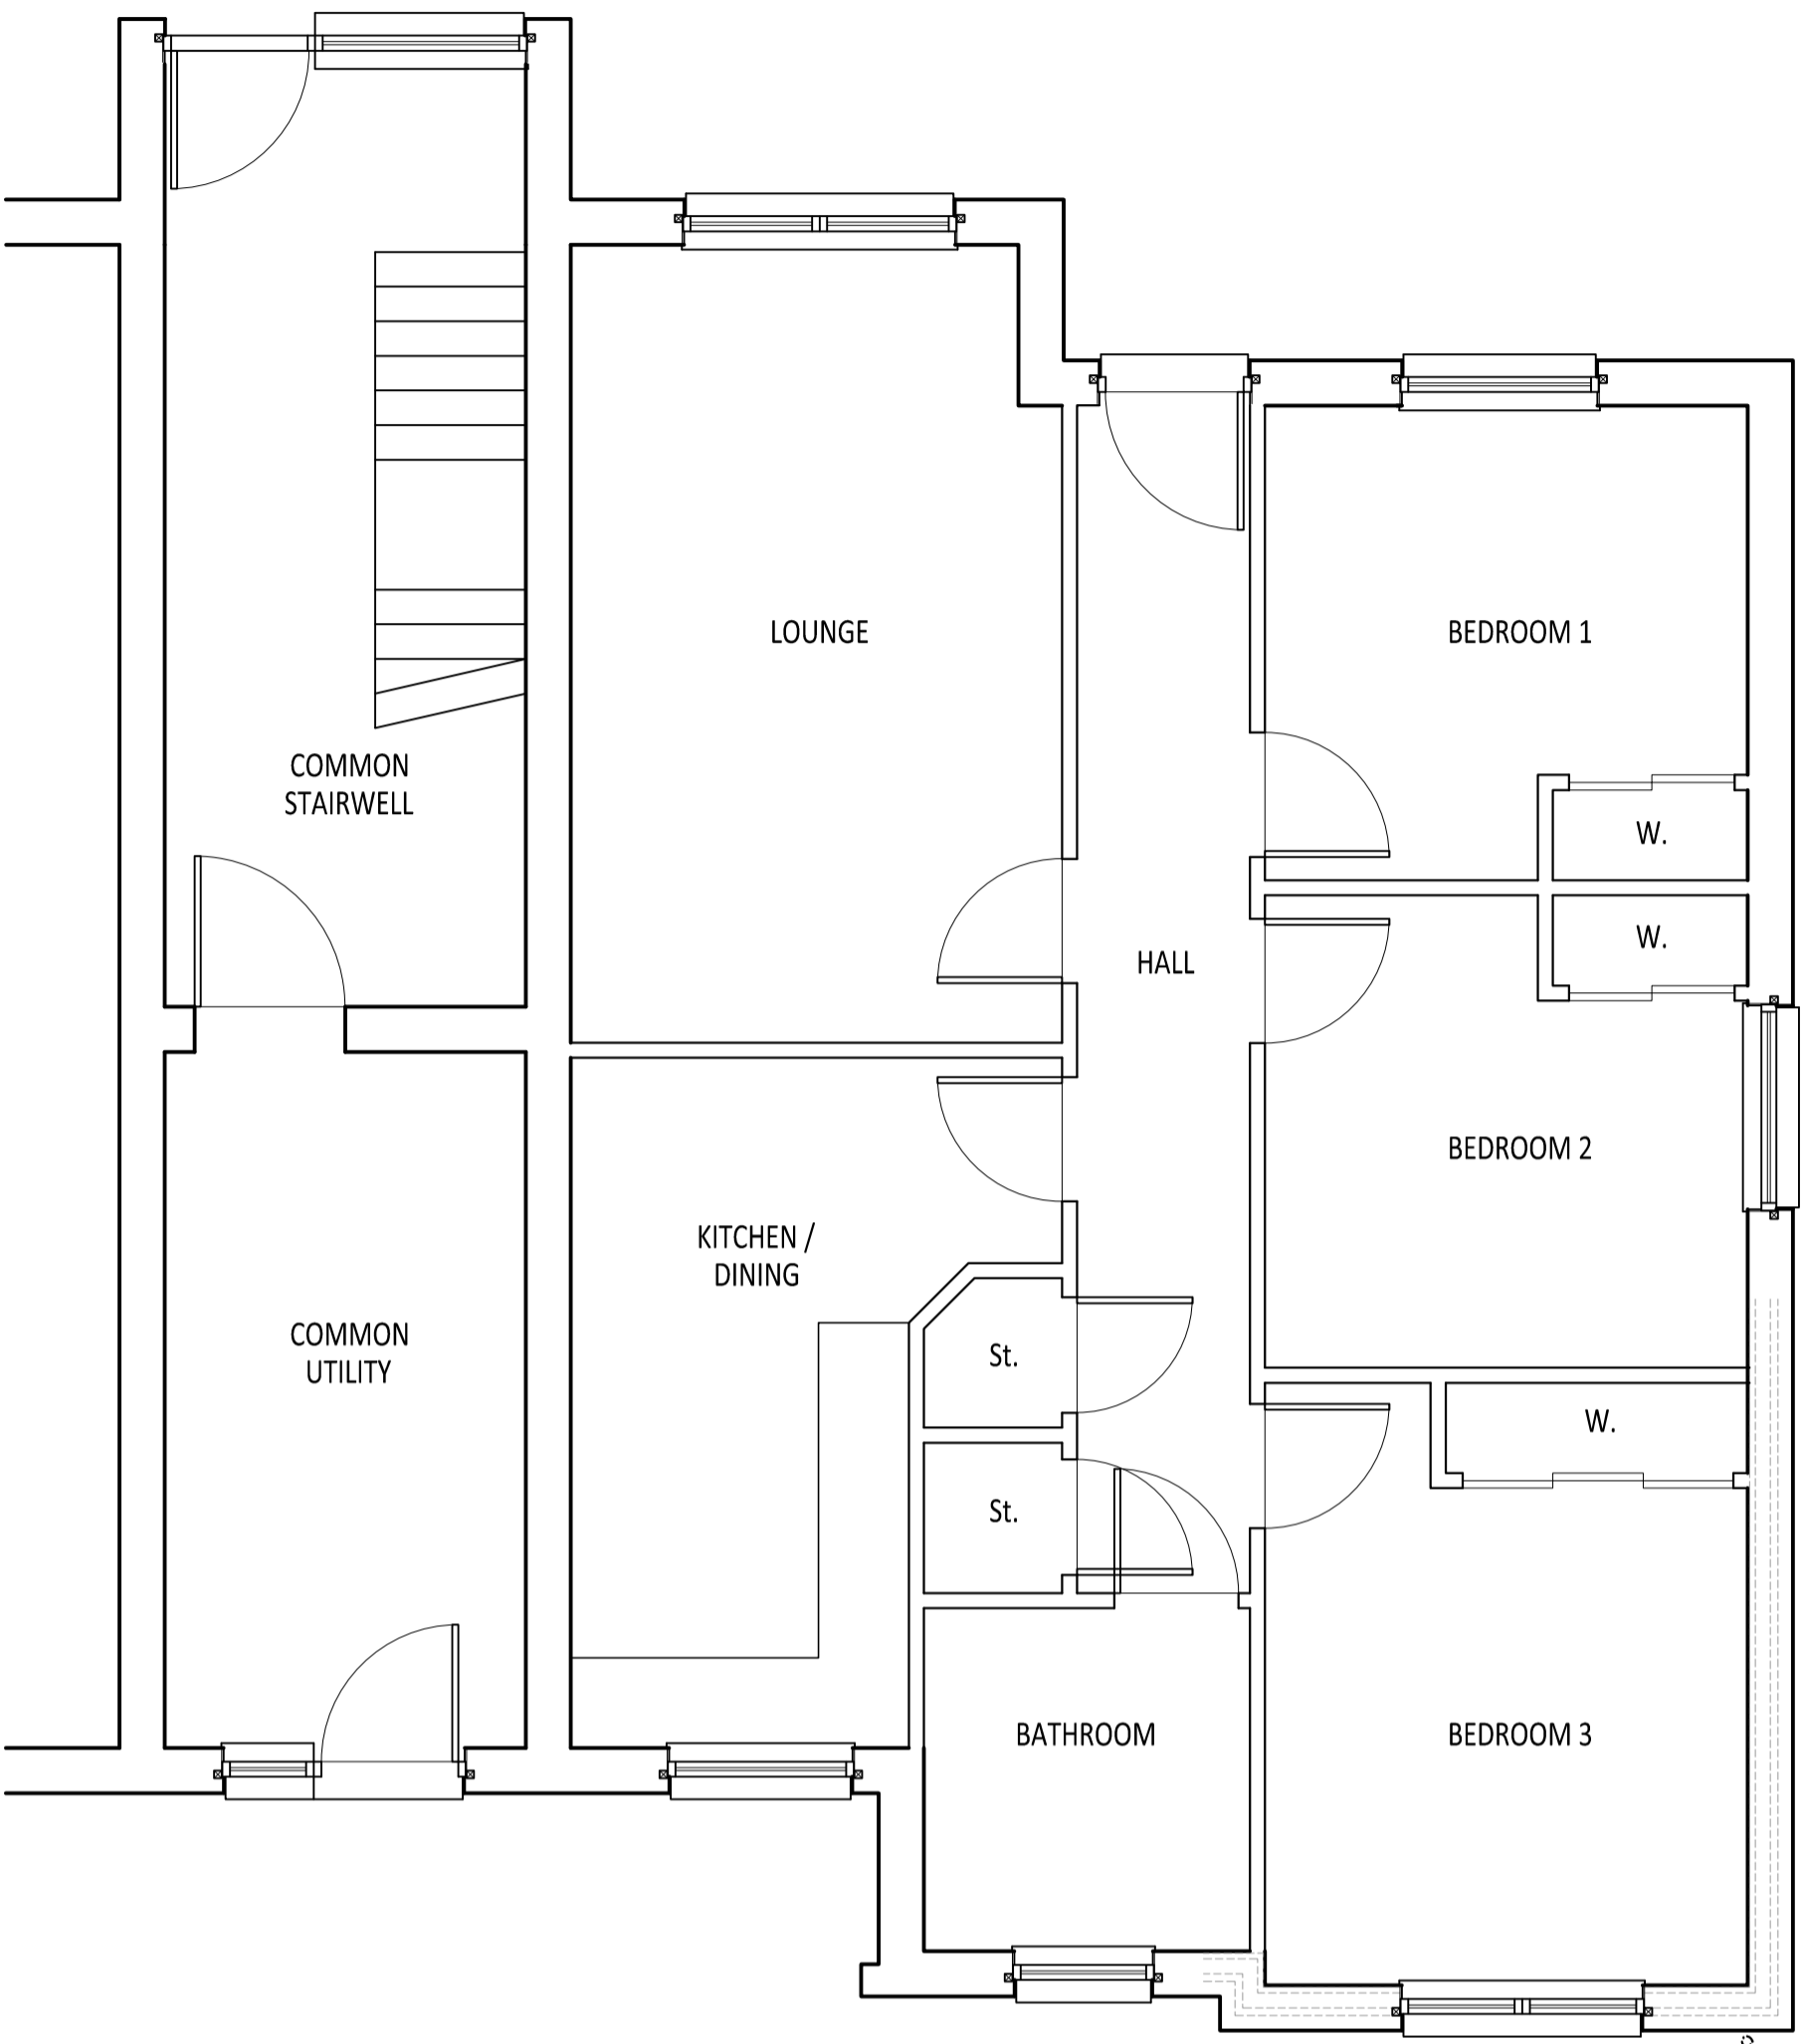 LOUNGE
BEDROOM 1
COMMON
STAIRWELL
W.
W.
HALL
BEDROOM 2
KITCHEN /
DINING
COMMON
UTILITY
St.
W.
St.
BATHROOM
BEDROOM 3